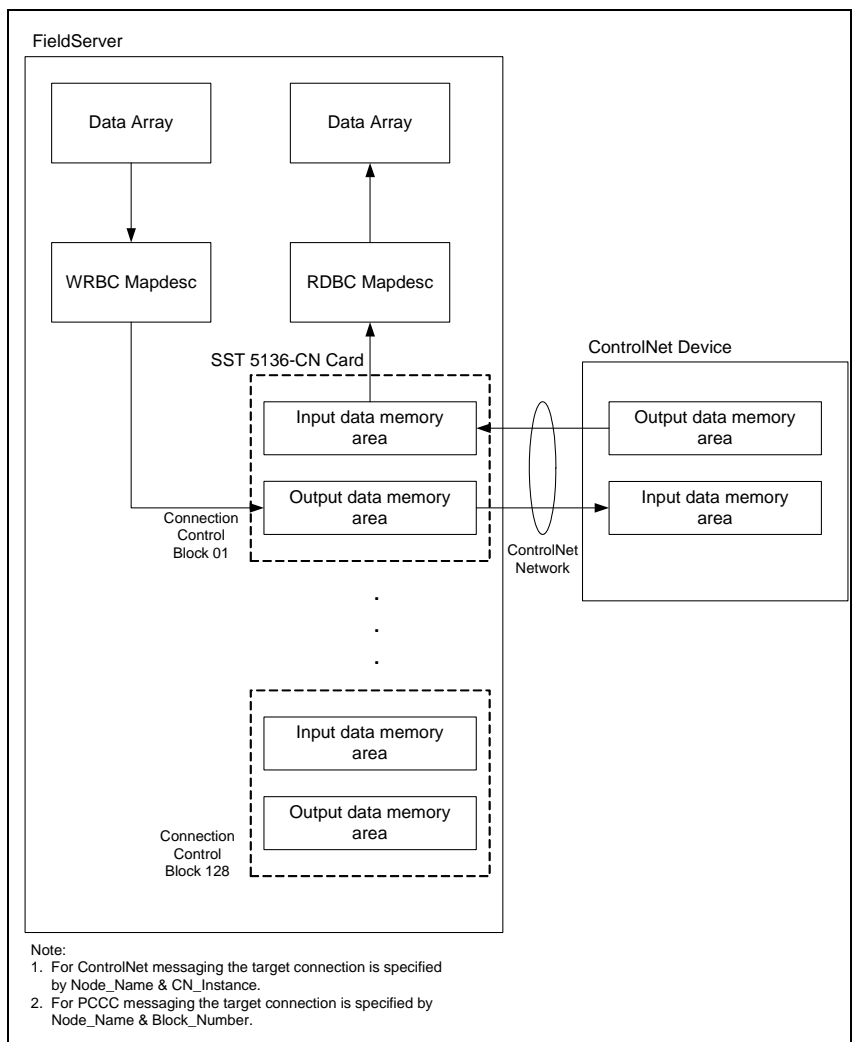 FieldServer
Data Array
Data Array
WRBC Mapdesc
RDBC Mapdesc
SST 5136-CN Card
ControlNet Device
Input data memory
area
Output data memory
area
Output data memory
area
Input data memory
area
Connection
Control
Block 01
ControlNet
Network
.
.
.
Input data memory
area
Output data memory
area
Connection
Control
Block 128
Note:
1. For ControlNet messaging the target connection is specified
by Node_Name & CN_Instance.
2. For PCCC messaging the target connection is specified by
Node_Name & Block_Number.